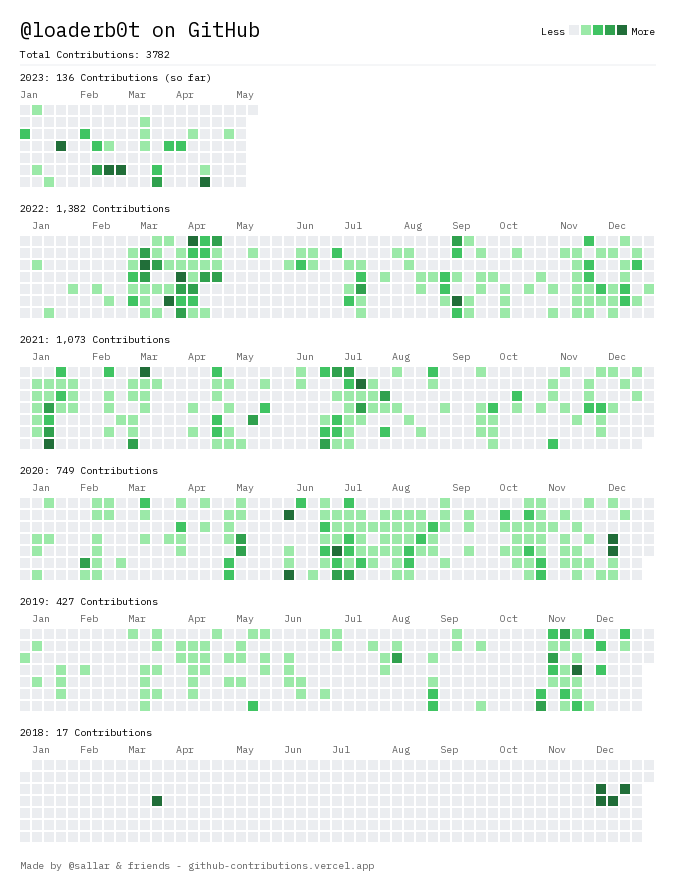 @loaderb0t on GitHub
Less More
Total Contributions: 3782
2023: 136 Contributions (so far)
Jan Feb Mar Apr May
2022: 1,382 Contributions
Jan Feb Mar Apr May Jun Jul Aug Sep Oct Nov Dec
2021: 1,073 Contributions
Jan Feb Mar Apr May Jun Jul Aug Sep Oct Nov Dec
2020: 749 Contributions
Jan Feb Mar Apr May Jun Jul Aug Sep Oct Nov Dec
2019: 427 Contributions
Jan Feb Mar Apr May Jun Jul Aug Sep Oct Nov Dec
2018: 17 Contributions
Jan Feb Mar Apr May Jun Jul Aug Sep Oct Nov Dec
Made by @sallar & friends - github-contributions.vercel.app